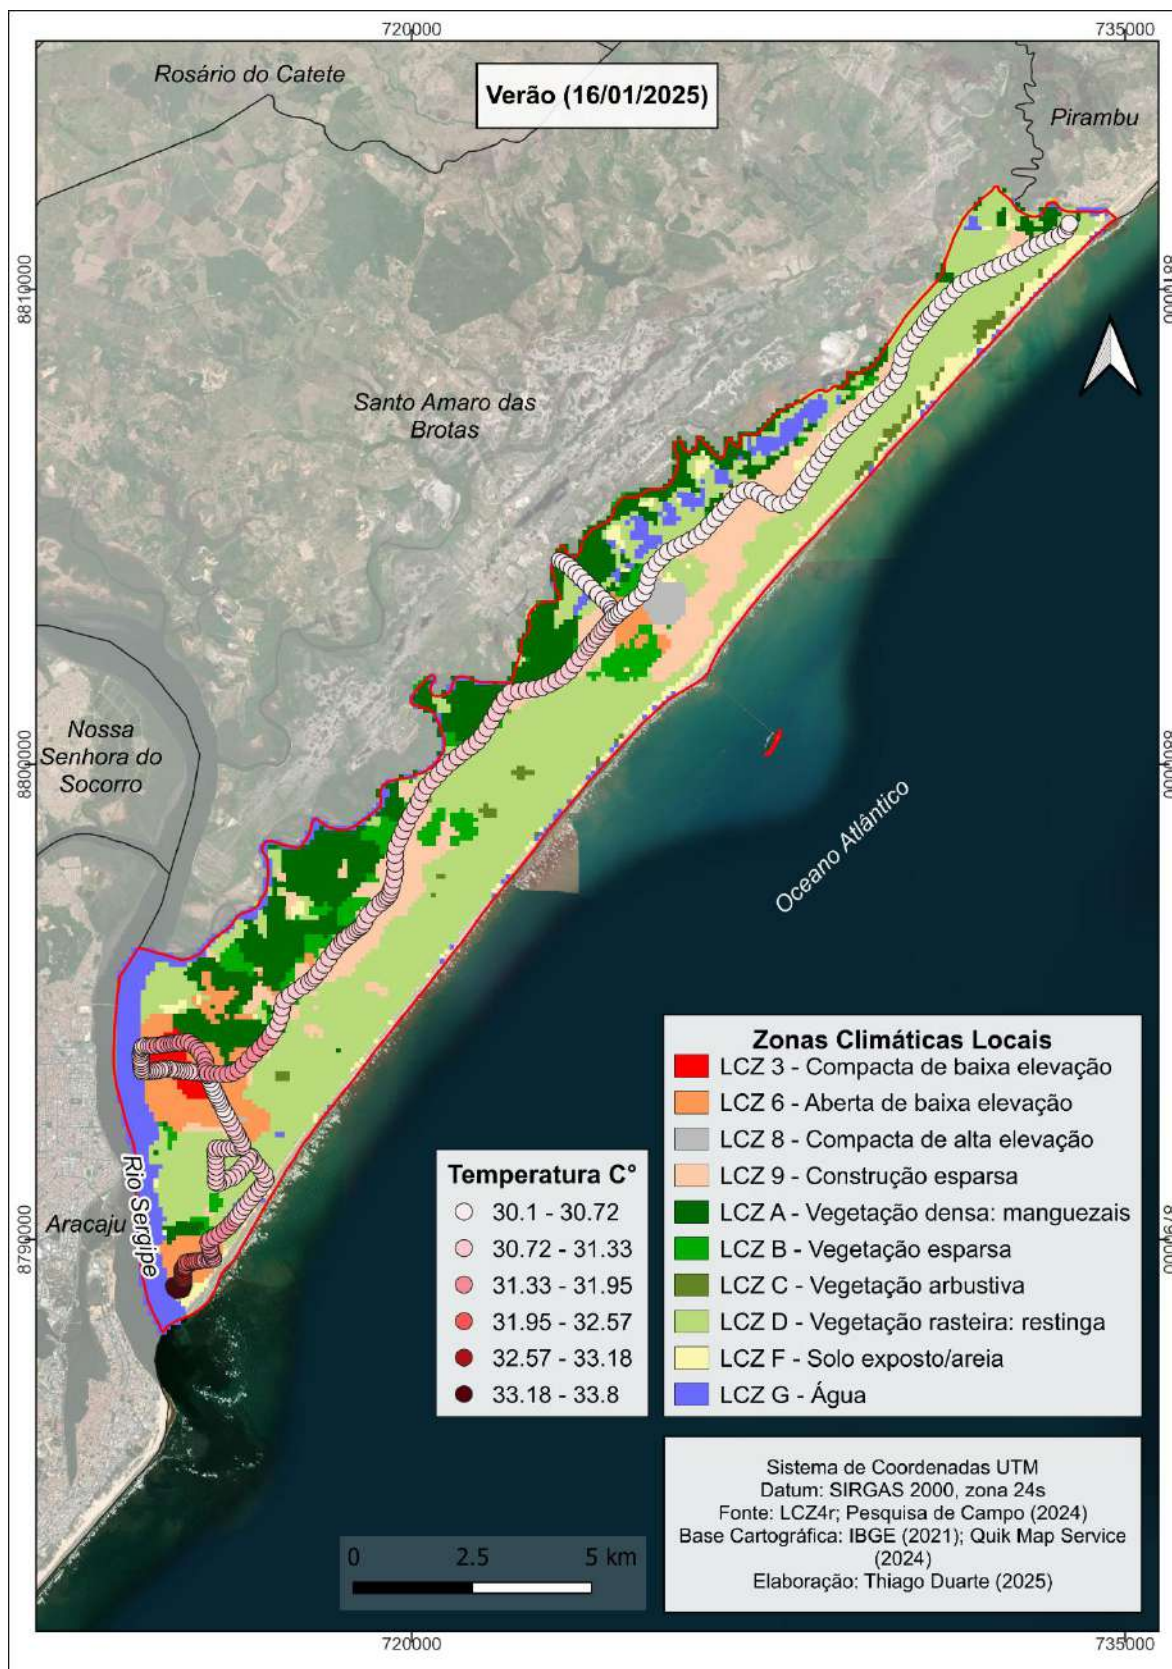 720000
735000
Rosário do Catete
Verão (16/01/2025)
Pirambu
8810000
8810000
Santo Amaro das
Brotas
Nossa
Senhora do
Socorro
8800000
8800000
Oceano Atlântico
Rio Sergipe
Aracaju
8790000
8790000
Temperatura C°
30.1 - 30.72
30.72 - 31.33
31.33 - 31.95
31.95 - 32.57
32.57 - 33.18
33.18 - 33.8
Zonas Climáticas Locais
LCZ 3 - Compacta de baixa elevação
LCZ 6 - Aberta de baixa elevação
LCZ 8 - Compacta de alta elevação
LCZ 9 - Construção esparsa
LCZ A - Vegetação densa: manguezais
LCZ B - Vegetação esparsa
LCZ C - Vegetação arbustiva
LCZ D - Vegetação rasteira: restinga
LCZ F - Solo exposto/areia
LCZ G - Água
Sistema de Coordenadas UTM
Datum: SIRGAS 2000, zona 24s
Fonte: LCZ4r; Pesquisa de Campo (2024)
Base Cartográfica: IBGE (2021); Quik Map Service
(2024)
Elaboração: Thiago Duarte (2025)
0 2.5 5 km
720000
735000